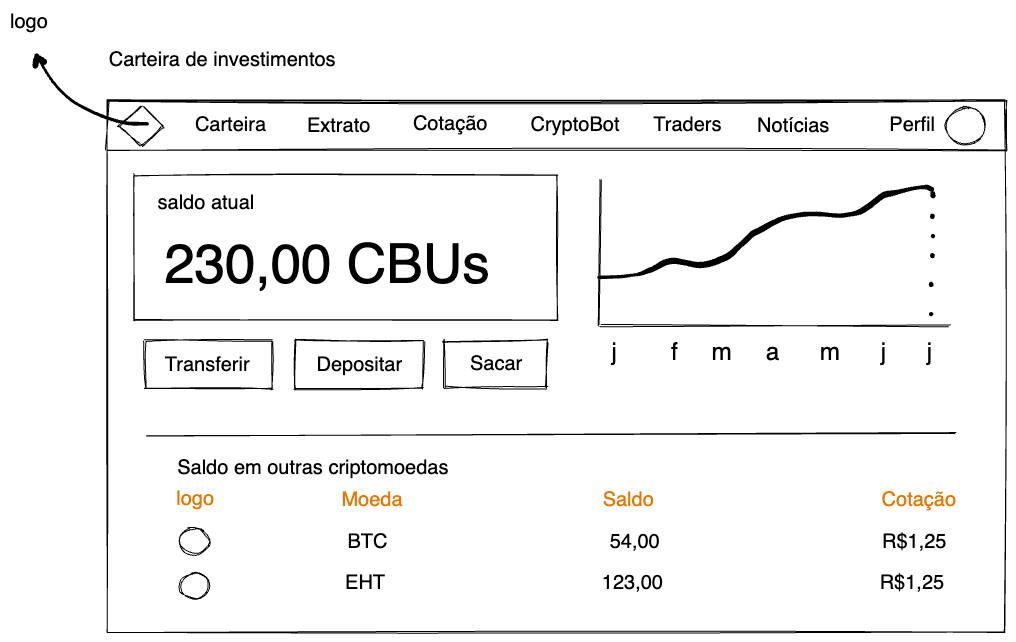 logo
Carteira de investimentos
Carteira Extrato Cotação CryptoBot Traders Notícias Perfil
saldo atual
230,00 CBUs
Transferir Depositar Sacar
j f m a m j j
Saldo em outras criptomoedas
logo Moeda Saldo Cotação
BTC 54,00 R$1,25
EHT 123,00 R$1,25